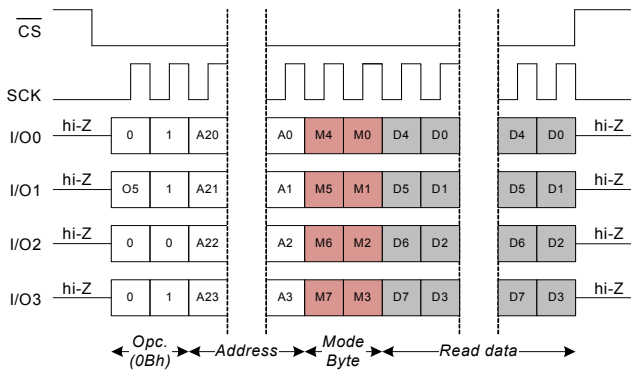 CS
SCK
I/O0 hi-Z 0 1 A20 A0 M4 M0 D4 D0 D4 D0 hi-Z
I/O1 hi-Z O5 1 A21 A1 M5 M1 D5 D1 D5 D1 hi-Z
I/O2 hi-Z 0 0 A22 A2 M6 M2 D6 D2 D6 D2 hi-Z
I/O3 hi-Z 0 1 A23 A3 M7 M3 D7 D3 D7 D3 hi-Z
Opc. Address Mode Read data
(0Bh) Byte